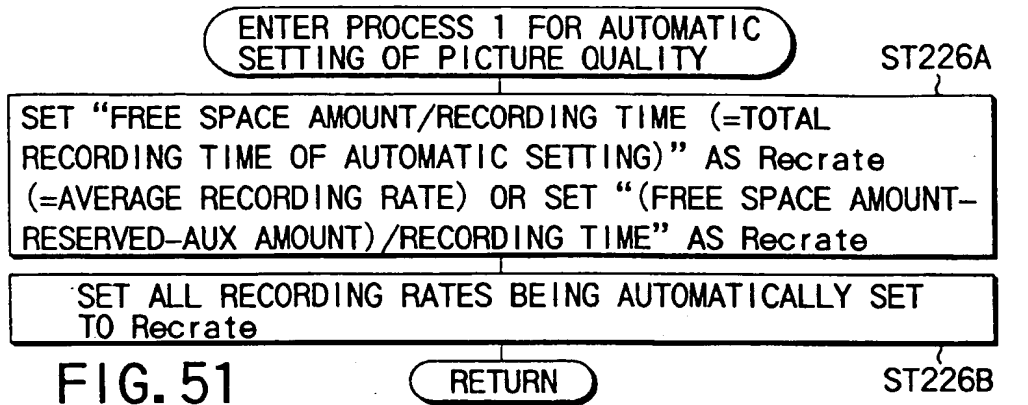 ENTER PROCESS 1 FOR AUTOMATIC
SETTING OF PICTURE QUALITY
ST226A
SET “FREE SPACE AMOUNT/RECORDING TIME (=TOTAL
RECORDING TIME OF AUTOMATIC SETTING)” AS Recrate
(=AVERAGE RECORDING RATE) OR SET “(FREE SPACE AMOUNT–
RESERVED–AUX AMOUNT)/RECORDING TIME” AS Recrate
SET ALL RECORDING RATES BEING AUTOMATICALLY SET
TO Recrate
FIG. 51
RETURN
ST226B